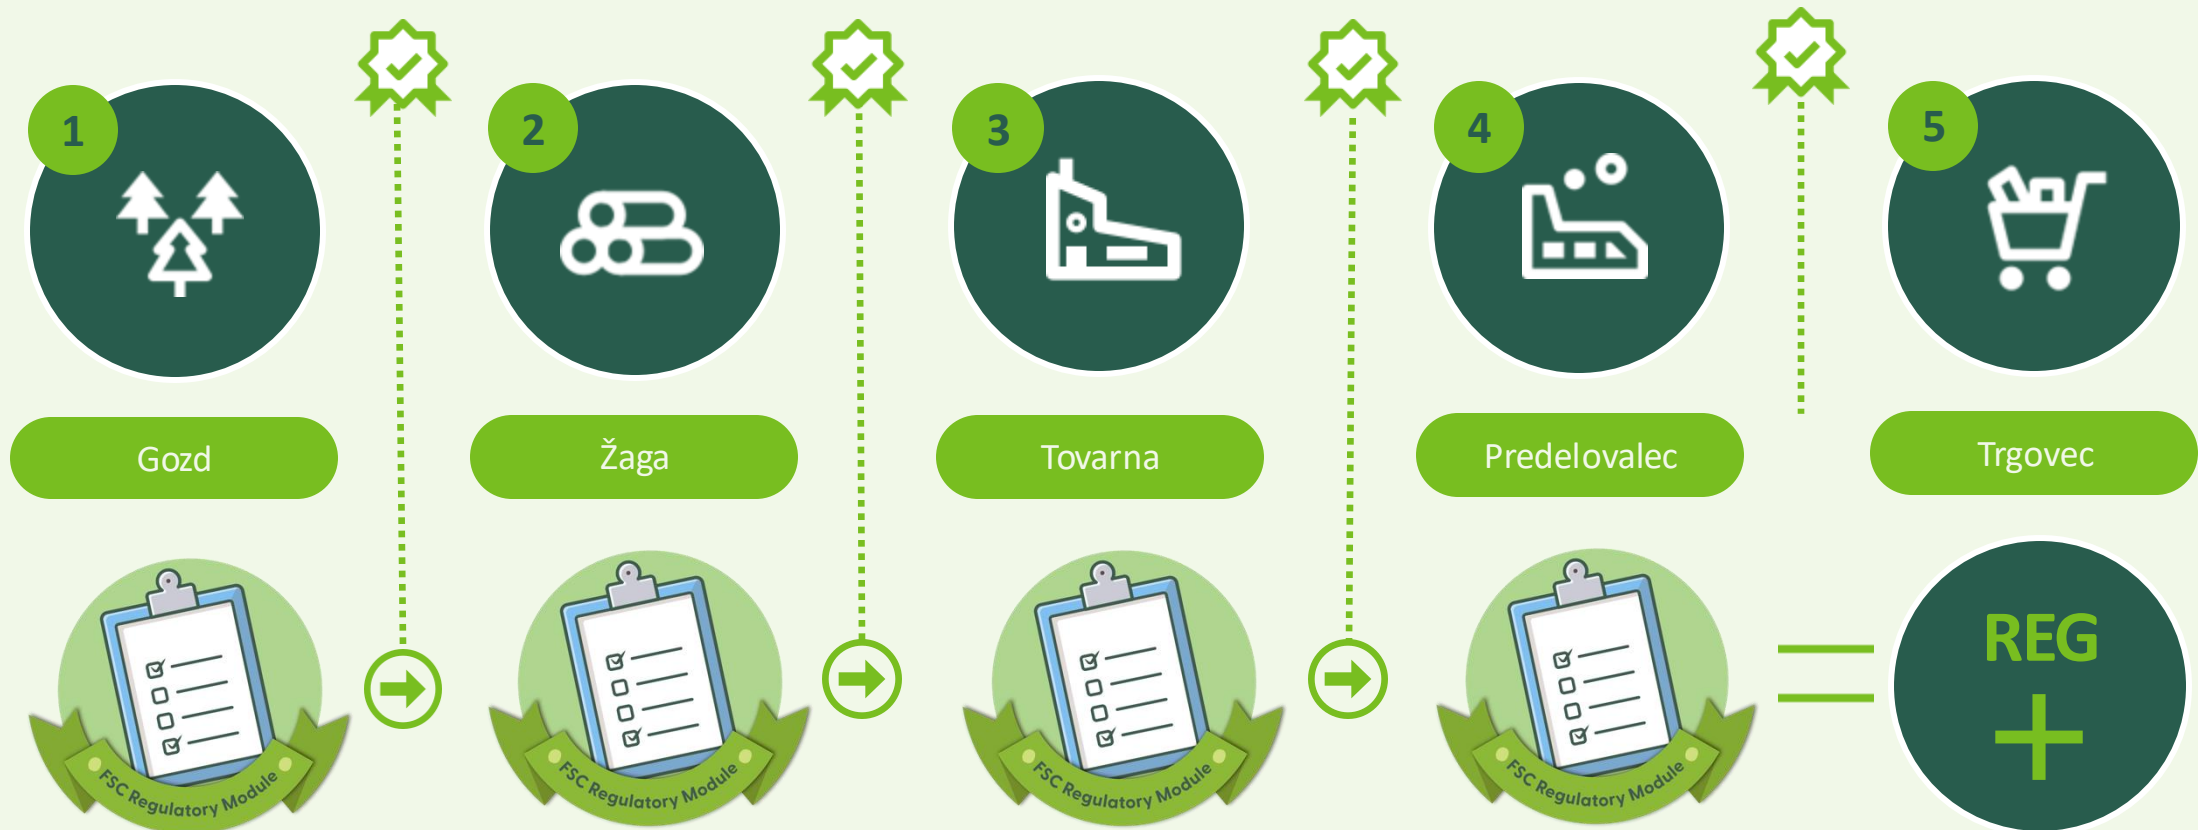 1
2
3
4
5
Gozd
Žaga
Tovarna
Predelovalec
Trgovec
FSC Regulatory Module
FSC Regulatory Module
FSC Regulatory Module
FSC Regulatory Module
REG
+